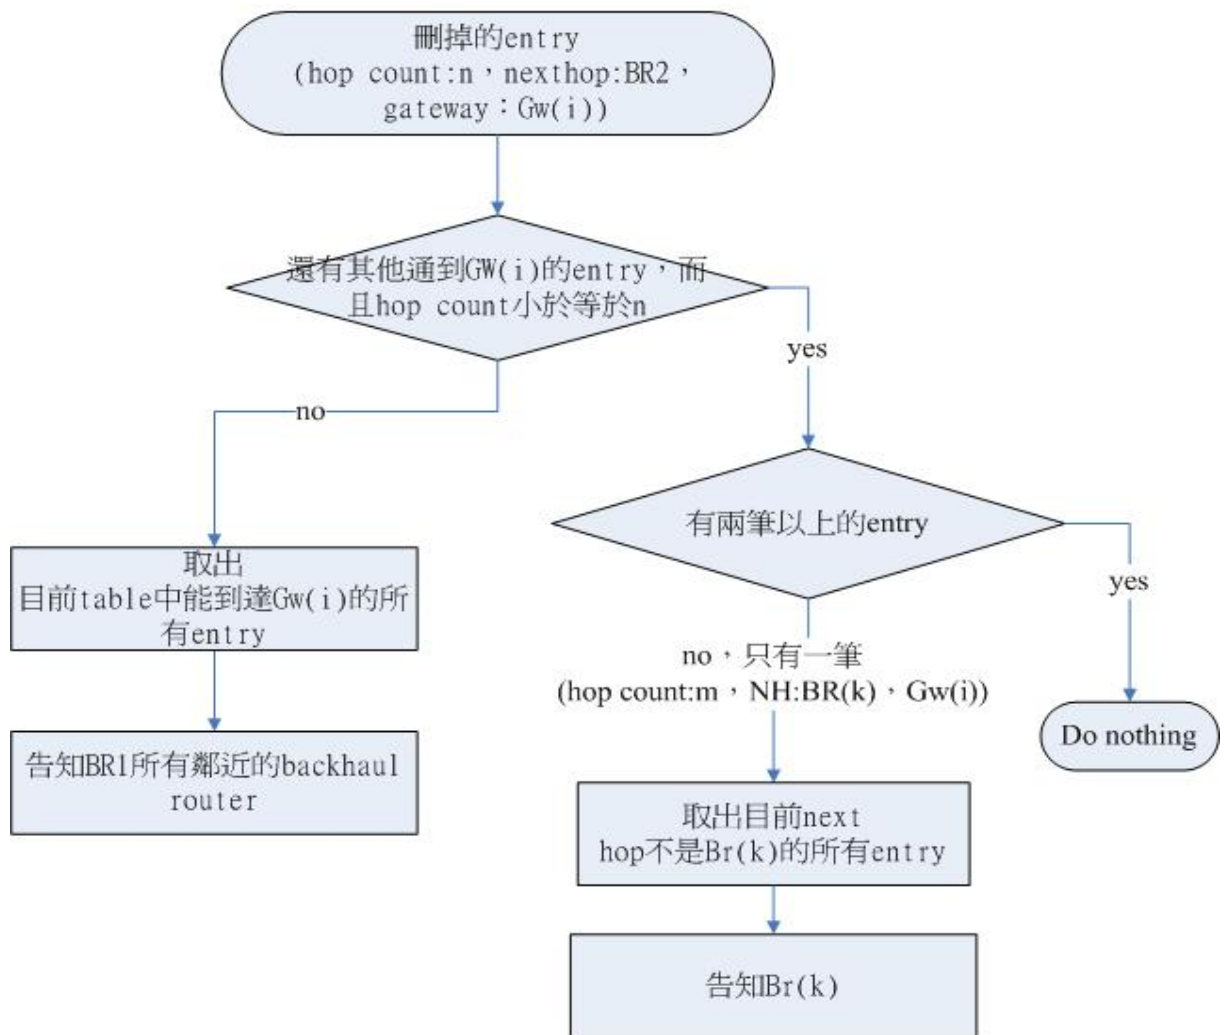 刪掉的entry
(hop count:n，nexthop:BR2，
gateway：Gw(i))
還有其他通到GW(i)的entry，而
且hop count小於等於n
yes
no
有兩筆以上的entry
取出
目前table中能到達Gw(i)的所
有entry
yes
no，只有一筆
(hop count:m，NH:BR(k)，Gw(i))
告知BR1所有鄰近的backhaul
router
Do nothing
取出目前next
hop不是Br(k)的所有entry
告知Br(k)